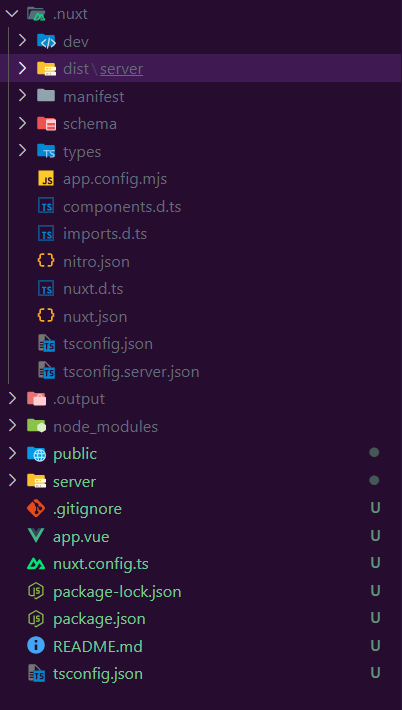 .nuxt
dev
dist\server
manifest
schema
types
app.config.mjs
components.d.ts
imports.d.ts
nitro.json
nuxt.d.ts
nuxt.json
tsconfig.json
tsconfig.server.json
.output
node_modules
public
server
.gitignore U
app.vue U
nuxt.config.ts U
package-lock.json U
package.json U
README.md U
tsconfig.json U